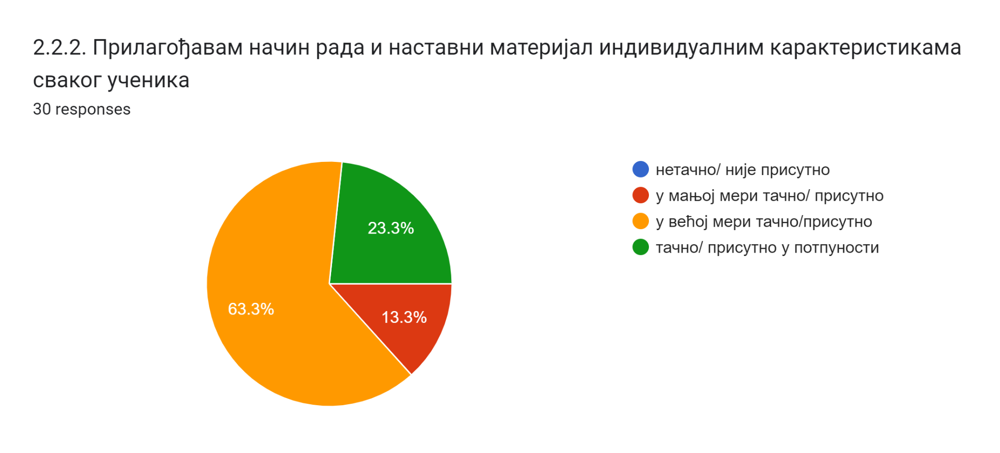 2.2.2. Прилагођавам начин рада и наставни материјал индивидуалним карактеристикама
сваког ученика
30 responses
нетачно/ није присутно
у мањој мери тачно/ присутно
у већој мери тачно/присутно
тачно/ присутно у потпуности
23.3%
63.3%
13.3%